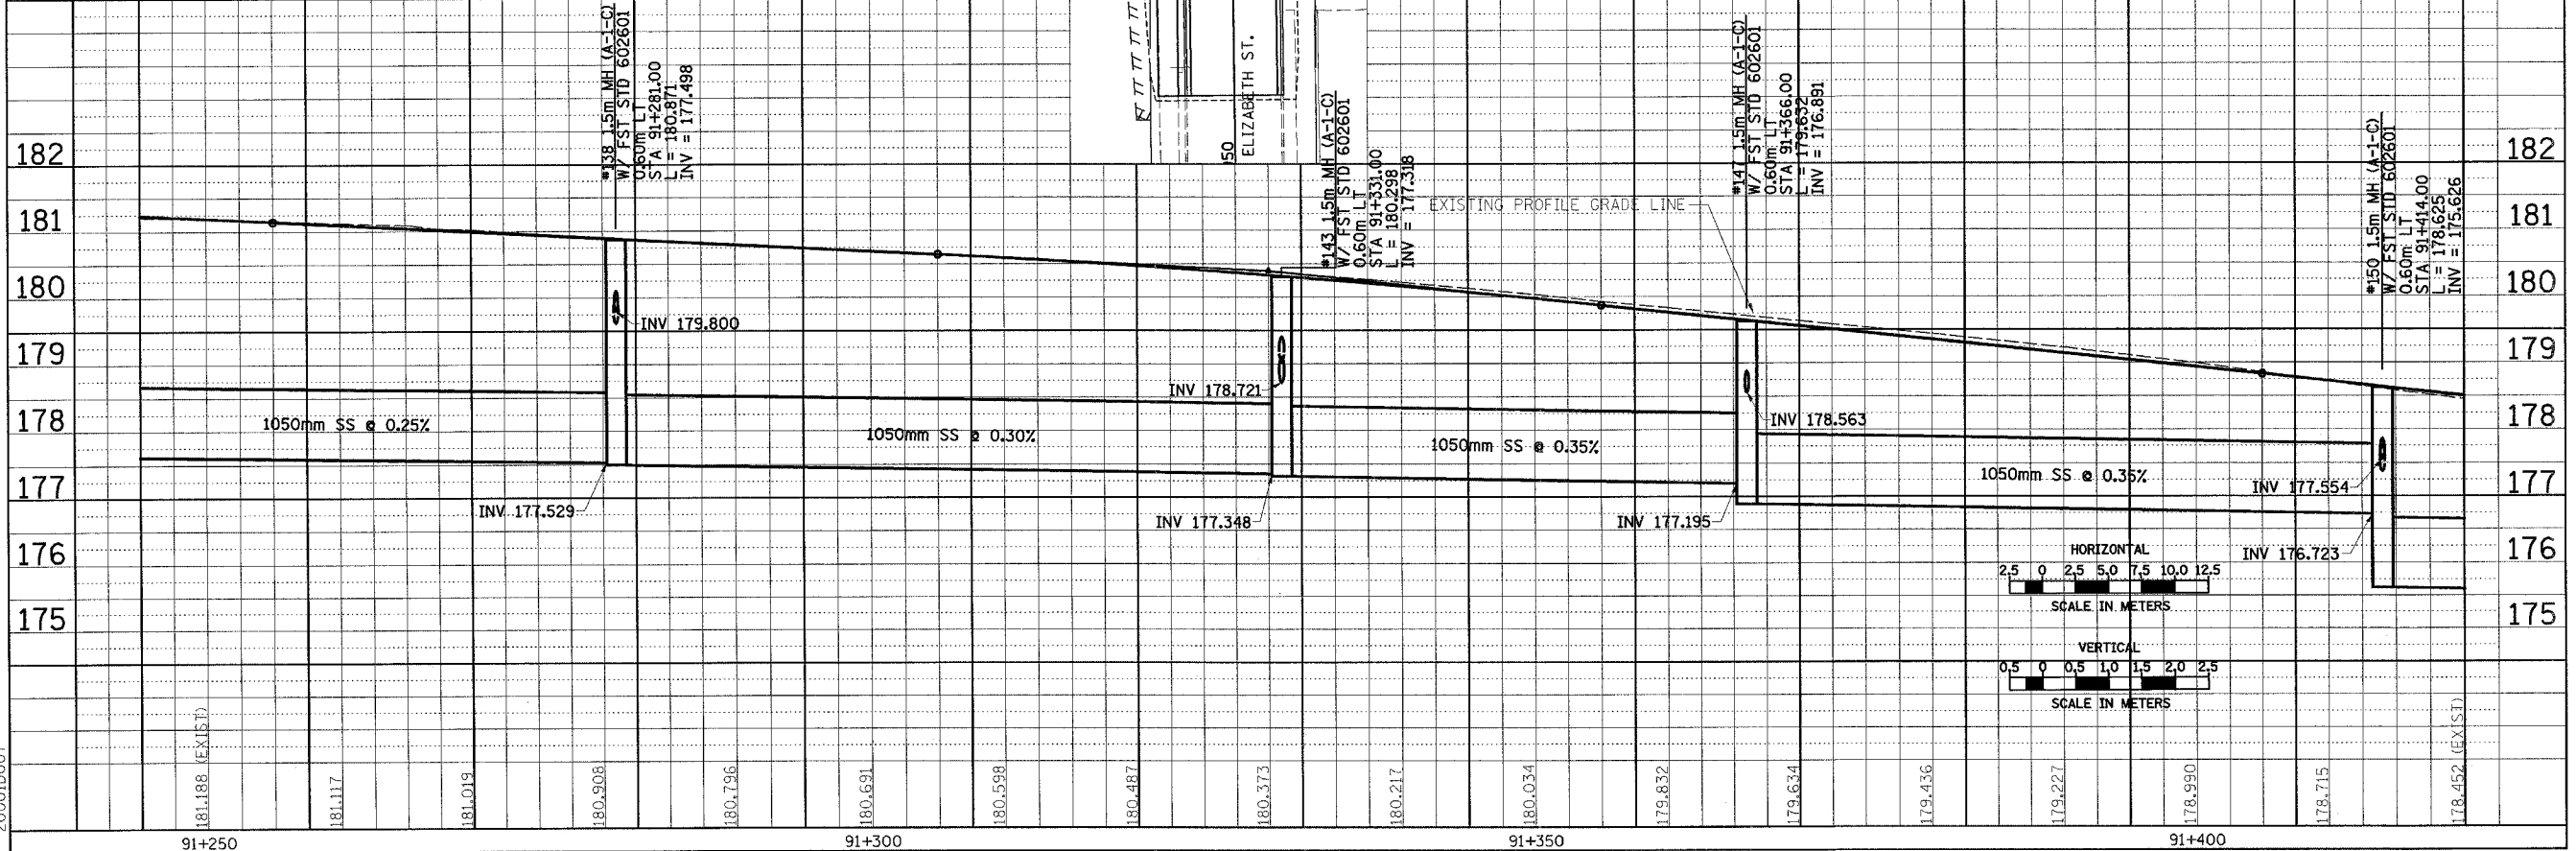 #138 1.5m MH (A-1-C)
W/ FST STD 602601
0.60m LT
STA 91+281.00
L = 180.871
INV = 177.498
50
ELIZABETH ST.
#143 1.5m MH (A-1-C)
W/ FST STD 602601
0.60m LT
STA 91+331.00
L = 180.298
INV = 177.318
#147 1.5m MH (A-1-C)
W/ FST STD 602601
0.60m LT
STA 91+366.00
L = 179.632
INV = 176.891
#150 1.5m MH (A-1-C)
W/ FST STD 602601
0.60m LT
STA 91+414.00
L = 178.625
INV = 175.626
182
181
180
179
178
177
176
175
182
181
180
179
178
177
176
175
EXISTING PROFILE GRADE LINE
INV 179.800
INV 178.721
INV 178.563
INV 177.554
1050mm SS @ 0.25%
1050mm SS @ 0.30%
1050mm SS @ 0.35%
1050mm SS @ 0.35%
INV 177.529
INV 177.348
INV 177.195
INV 176.723
HORIZONTAL
2.5 0 2.5 5.0 7.5 10.0 12.5
SCALE IN METERS
VERTICAL
0.5 0 0.5 1.0 1.5 2.0 2.5
SCALE IN METERS
181.188 (EXIST)
181.117
181.019
180.908
180.796
180.691
180.598
180.487
180.373
180.217
180.034
179.832
179.634
179.436
179.227
178.990
178.715
178.452 (EXIST)
91+250
91+300
91+350
91+400